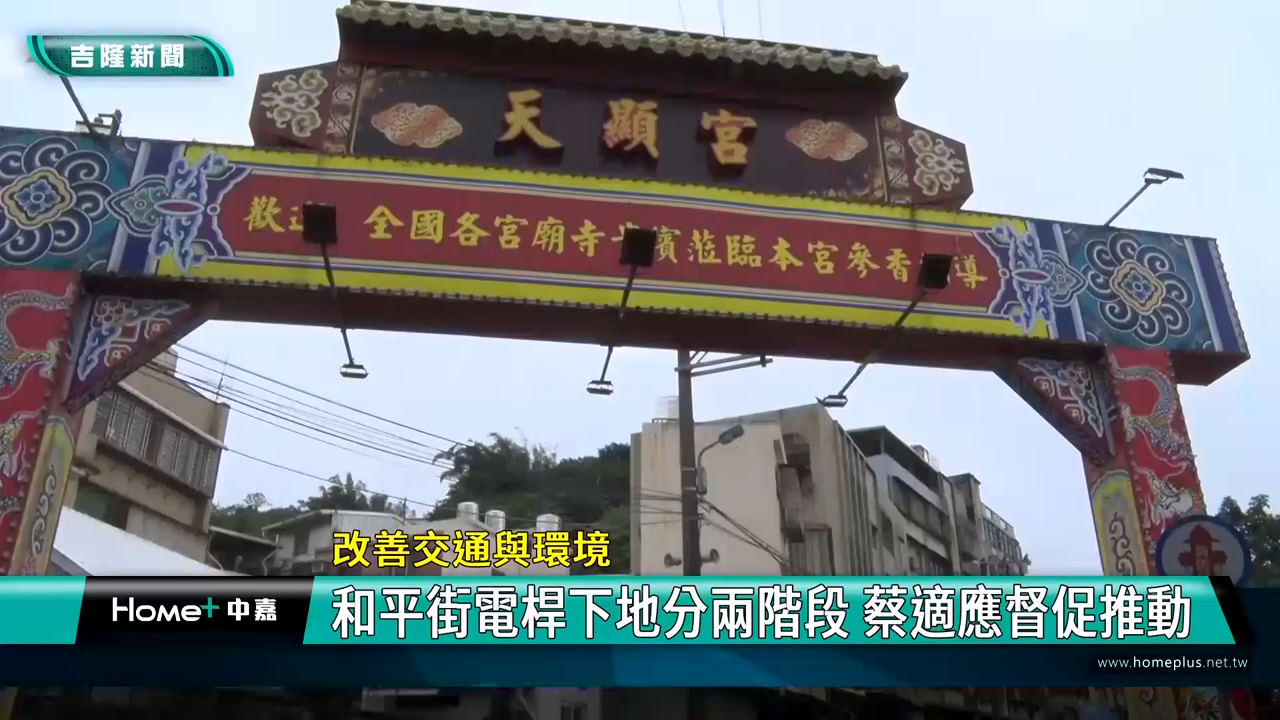 吉隆新聞
天顯宮
歡 全國各宮廟寺 賓蒞臨本宮參香 導
改善交通與環境
Home+中嘉
和平街電桿下地分兩階段 蔡適應督促推動
www.homeplus.net.tw